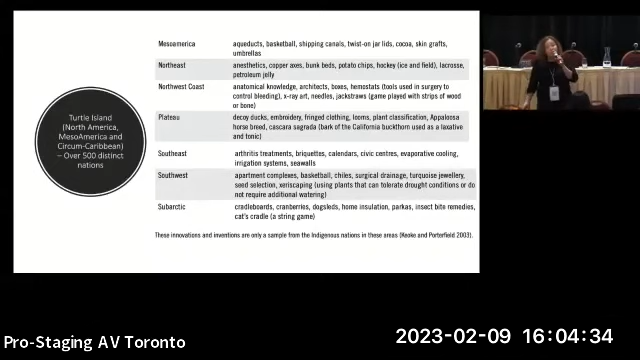 Turtle Island
(North America,
MesoAmerica and
Circum-Caribbean)
– Over 500 distinct
nations
Mesoamerica aqueducts, basketball, shipping canals, twist-on jar lids, cocoa, skin grafts,
umbrellas
Northeast anesthetics, copper axes, bunk beds, potato chips, hockey (ice and field), lacrosse,
petroleum jelly
Northwest Coast anatomical knowledge, architects, boxes, hemostats (tools used in surgery to
control bleeding), x-ray art, needles, jackstraws (game played with strips of wood
or bone)
Plateau decoy ducks, embroidery, fringed clothing, looms, plant classification, Appaloosa
horse breed, cascara sagrada (bark of the California buckthorn used as a laxative
and tonic)
Southeast arthritis treatments, briquettes, calendars, civic centres, evaporative cooling,
irrigation systems, seawalls
Southwest apartment complexes, basketball, chiles, surgical drainage, turquoise jewellery,
seed selection, xeriscaping (using plants that can tolerate drought conditions or do
not require additional watering)
Subarctic cradleboards, cranberries, dogsleds, home insulation, parkas, insect bite remedies,
cat's cradle (a string game)
These innovations and inventions are only a sample from the Indigenous nations in these areas (Keoke and Porterfield 2003).
Pro-Staging AV Toronto
2023-02-09 16:04:34